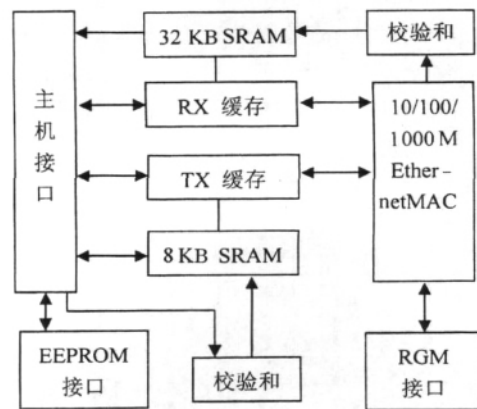 32 KB SRAM
校验和
主机接口
RX 缓存
10/100/
1000 M
Ether-
netMAC
TX 缓存
8 KB SRAM
EEPROM
接口
校验和
RGM
接口